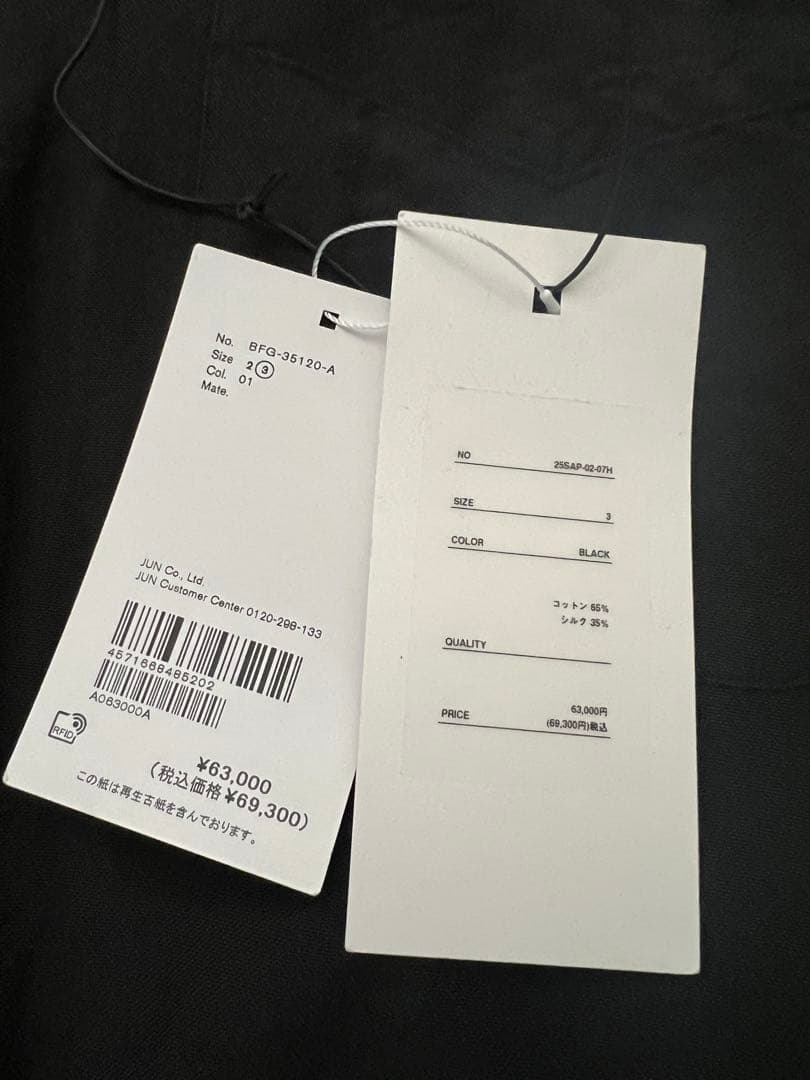 No. BFG-35120-A
Size 2 3
Col. 01
Mate.
JUN Co., Ltd.
JUN Customer Center 0120-298-133
4571668485202
A063000A
RFID
¥63,000
(税込価格¥69,300)
この紙は再生古紙を含んでおります。
NO 25SAP-02-07H
SIZE 3
COLOR BLACK
コットン 65%
シルク 35%
QUALITY
PRICE 63,000円
(69,300円)税込